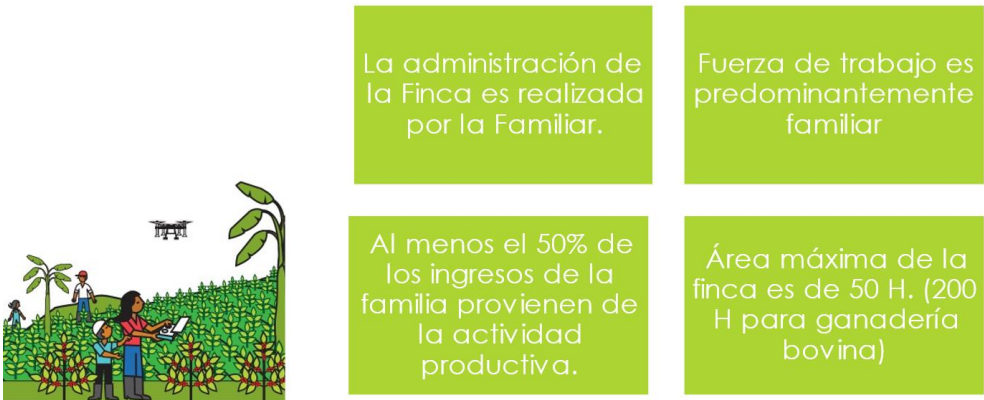 La administración de
la Finca es realizada
por la Familiar.
Fuerza de trabajo es
predominantemente
familiar
Al menos el 50% de
los ingresos de la
familia provienen de
la actividad
productiva.
Área máxima de la
finca es de 50 H. (200
H para ganadería
bovina)